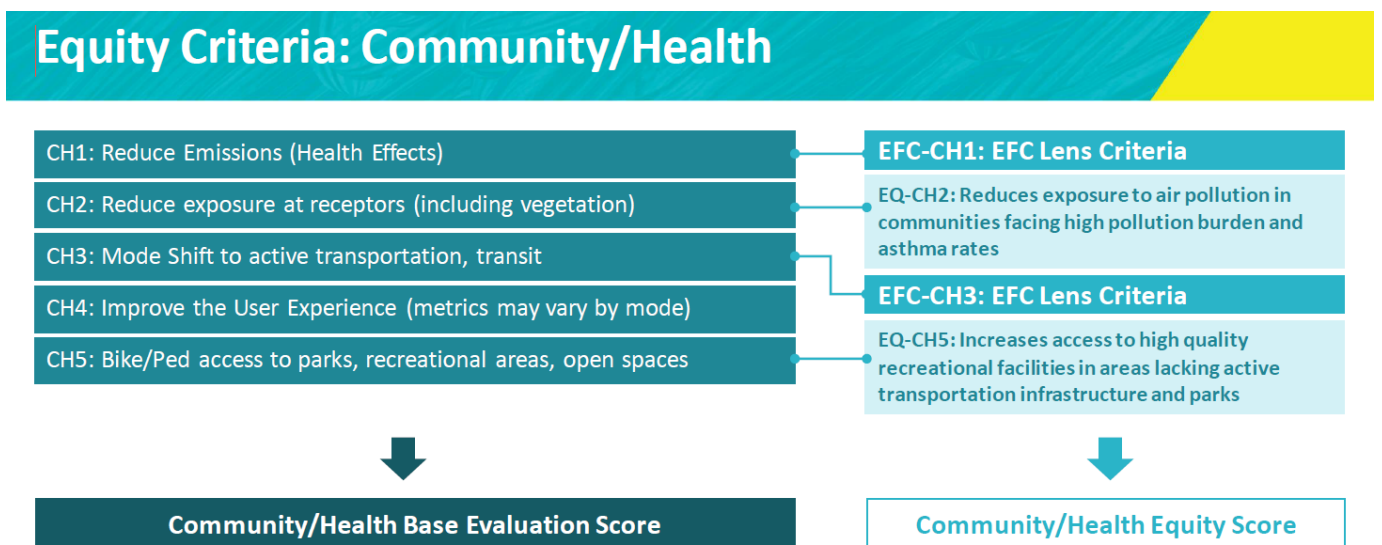 Equity Criteria: Community/Health
CH1: Reduce Emissions (Health Effects)
CH2: Reduce exposure at receptors (including vegetation)
CH3: Mode Shift to active transportation, transit
CH4: Improve the User Experience (metrics may vary by mode)
CH5: Bike/Ped access to parks, recreational areas, open spaces
Community/Health Base Evaluation Score
EFC-CH1: EFC Lens Criteria
EQ-CH2: Reduces exposure to air pollution in
communities facing high pollution burden and
asthma rates
EFC-CH3: EFC Lens Criteria
EQ-CH5: Increases access to high quality
recreational facilities in areas lacking active
transportation infrastructure and parks
Community/Health Equity Score